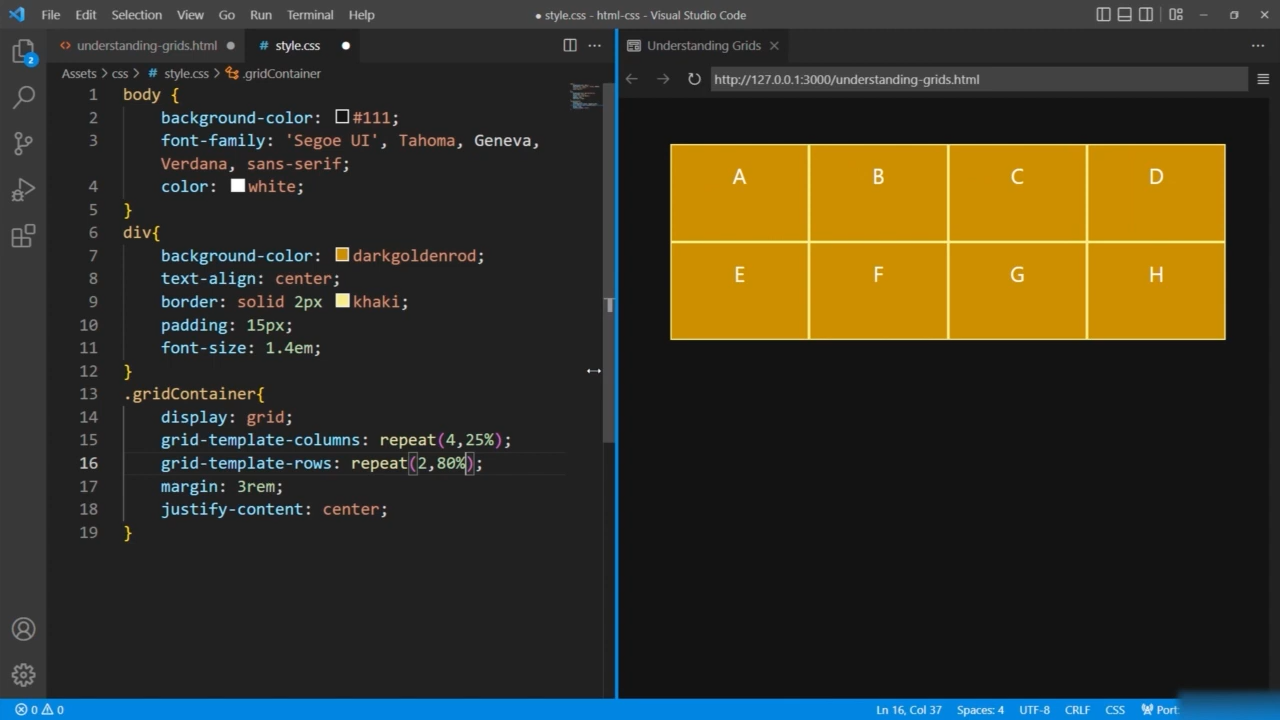 File Edit Selection View Go Run Terminal Help
● style.css - html-css - Visual Studio Code
understanding-grids.html
# style.css
Understanding Grids
Assets > css > # style.css > .gridContainer
http://127.0.0.1:3000/understanding-grids.html
2
1 body {
2 background-color: #111;
3 font-family: 'Segoe UI', Tahoma, Geneva,
Verdana, sans-serif;
4 color: white;
5 }
6 div{
7 background-color: darkgoldenrod;
8 text-align: center;
9 border: solid 2px khaki;
10 padding: 15px;
11 font-size: 1.4em;
12 }
13 .gridContainer{
14 display: grid;
15 grid-template-columns: repeat(4,25%);
16 grid-template-rows: repeat(2,80%);
17 margin: 3rem;
18 justify-content: center;
19 }
A B C D
E F G H
0 0 Ln 16, Col 37 Spaces: 4 UTF-8 CRLF CSS Port